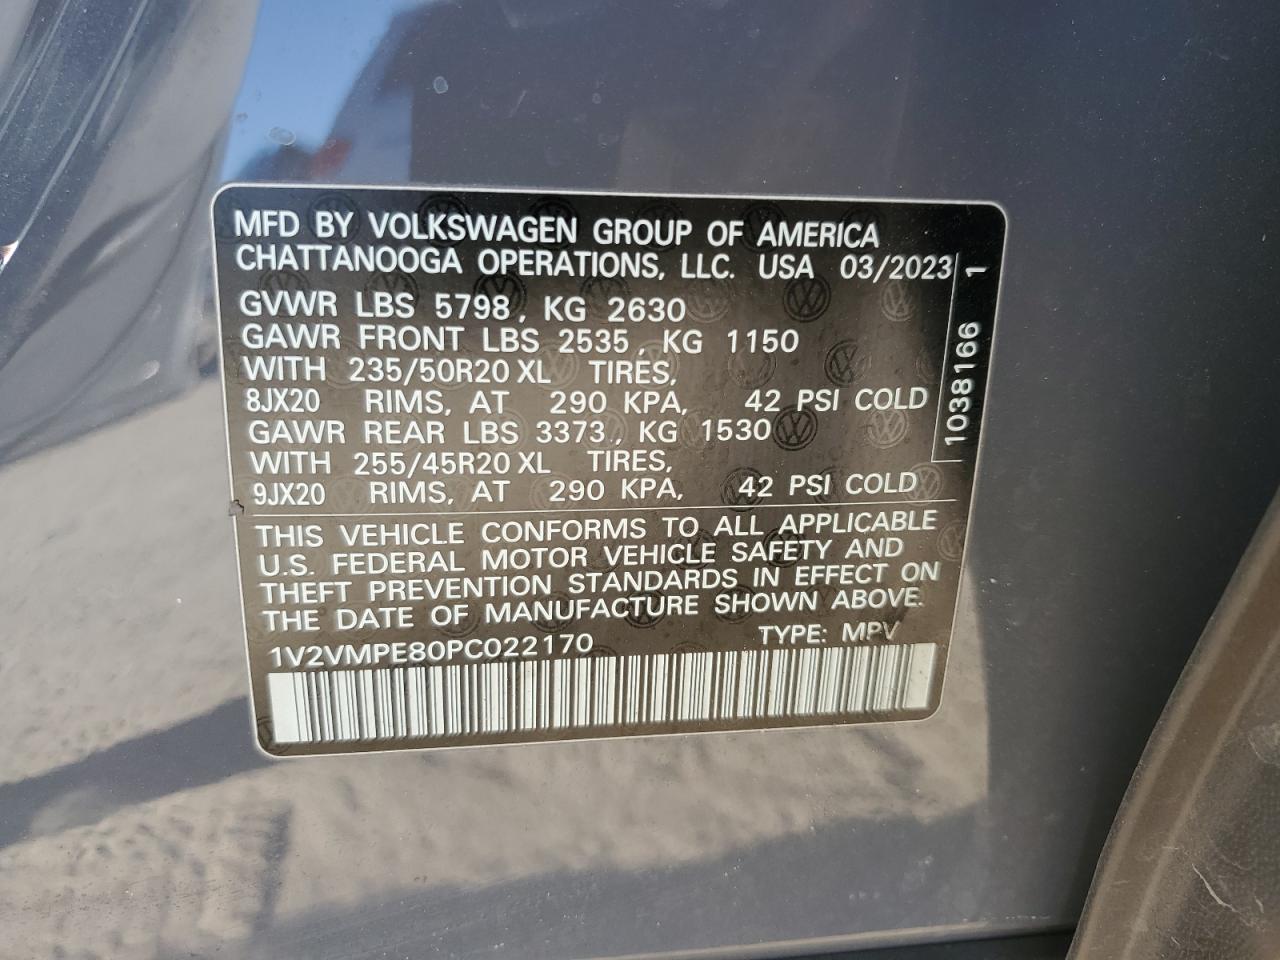 MFD BY VOLKSWAGEN GROUP OF AMERICA
CHATTANOOGA OPERATIONS, LLC. USA 03/2023
GVWR LBS 5798, KG 2630
GAWR FRONT LBS 2535, KG 1150
WITH 235/50R20 XL TIRES,
8JX20 RIMS, AT 290 KPA, 42 PSI COLD
GAWR REAR LBS 3373, KG 1530
WITH 255/45R20 XL TIRES,
9JX20 RIMS, AT 290 KPA, 42 PSI COLD
1038166 1
THIS VEHICLE CONFORMS TO ALL APPLICABLE
U.S. FEDERAL MOTOR VEHICLE SAFETY AND
THEFT PREVENTION STANDARDS IN EFFECT ON
THE DATE OF MANUFACTURE SHOWN ABOVE.
1V2VMPE80PC022170 TYPE: MPV